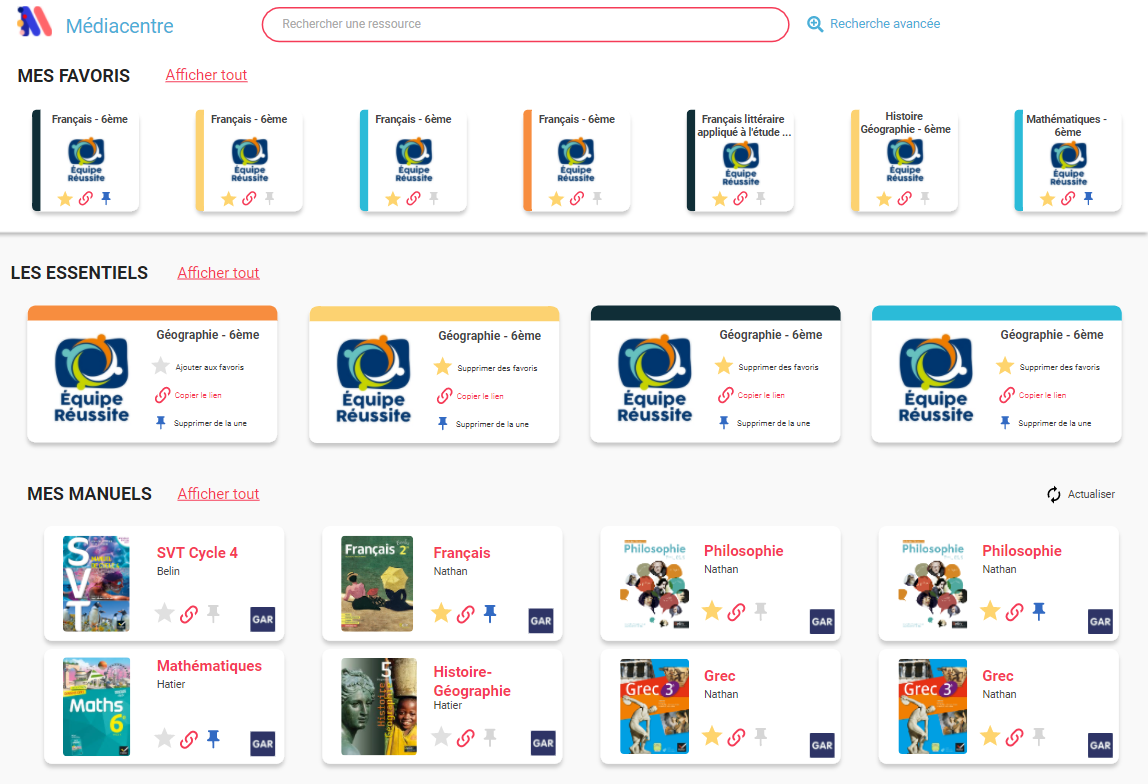 Médiacentre
Rechercher une ressource
Recherche avancée
MES FAVORIS
Afficher tout
Français - 6ème
Équipe
Réussite
Français - 6ème
Équipe
Réussite
Français - 6ème
Équipe
Réussite
Français - 6ème
Équipe
Réussite
Français littéraire
appliqué à l'étude ...
Équipe
Réussite
Histoire
Géographie - 6ème
Équipe
Réussite
Mathématiques -
6ème
Équipe
Réussite
LES ESSENTIELS
Afficher tout
Géographie - 6ème
Équipe
Réussite
Ajouter aux favoris
Copier le lien
Supprimer de la une
Géographie - 6ème
Équipe
Réussite
Supprimer des favoris
Copier le lien
Supprimer de la une
Géographie - 6ème
Équipe
Réussite
Supprimer des favoris
Copier le lien
Supprimer de la une
Géographie - 6ème
Équipe
Réussite
Supprimer des favoris
Copier le lien
Supprimer de la une
MES MANUELS
Afficher tout
Actualiser
SVT
SVT Cycle 4
Belin
GAR
Français 2e
Français
Nathan
GAR
Philosophie
Philosophie
Nathan
GAR
Philosophie
Philosophie
Nathan
GAR
Maths
6e
Mathématiques
Hatier
GAR
5
Histoire
Géographie
Histoire-
Géographie
Hatier
GAR
Grec 3e
Grec
Nathan
GAR
Grec 3e
Grec
Nathan
GAR